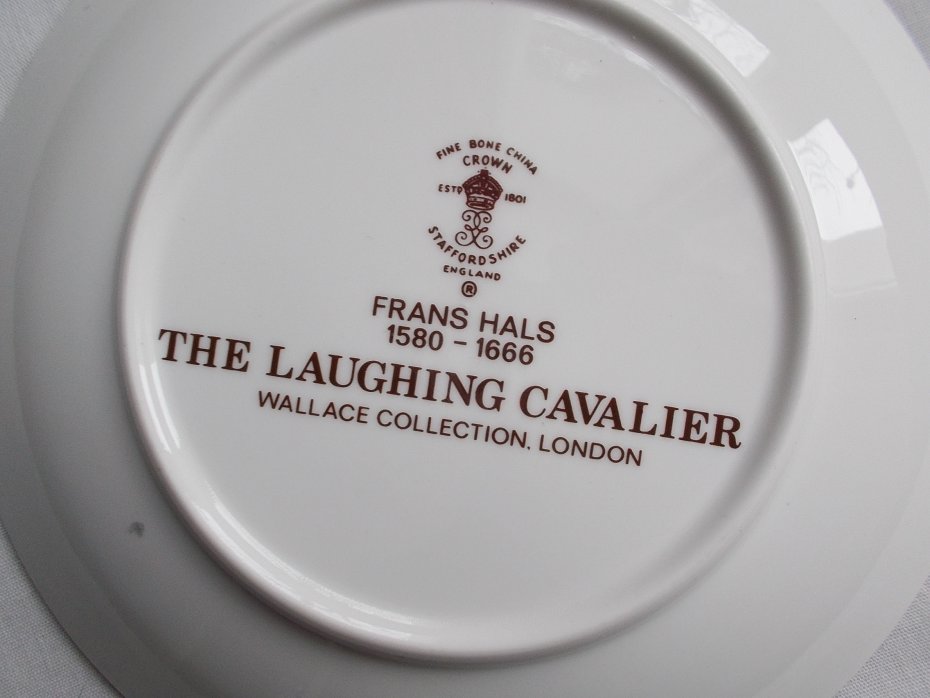 FINE BONE CHINA
CROWN
ESTD 1801
STAFFORDSHIRE
ENGLAND
®
FRANS HALS
1580 - 1666
THE LAUGHING CAVALIER
WALLACE COLLECTION, LONDON